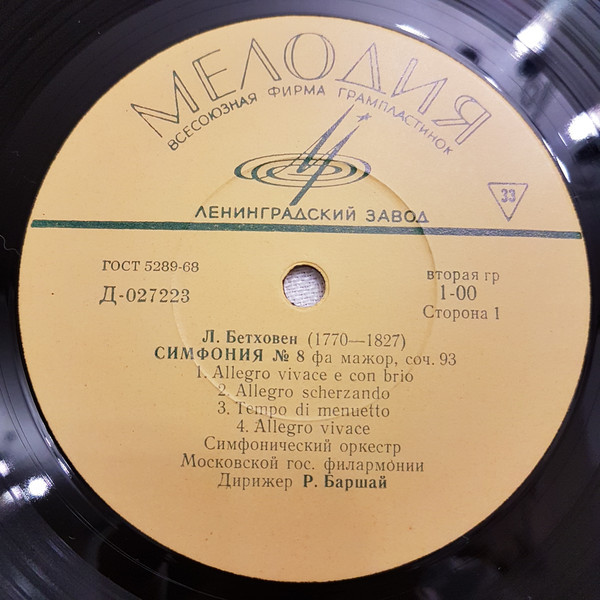 МЕЛОДИЯ
ВСЕСОЮЗНАЯ ФИРМА ГРАМПЛАСТИНОК
33
ЛЕНИНГРАДСКИЙ ЗАВОД
ГОСТ 5289-68
Д-027223
вторая гр
1-00
Сторона 1
Л. Бетховен (1770—1827)
СИМФОНИЯ № 8 фа мажор, соч. 93
1. Allegro vivace e con brio
2. Allegro scherzando
3. Tempo di menuetto
4. Allegro vivace
Симфонический оркестр
Московской гос. филармонии
Дирижер Р. Баршай